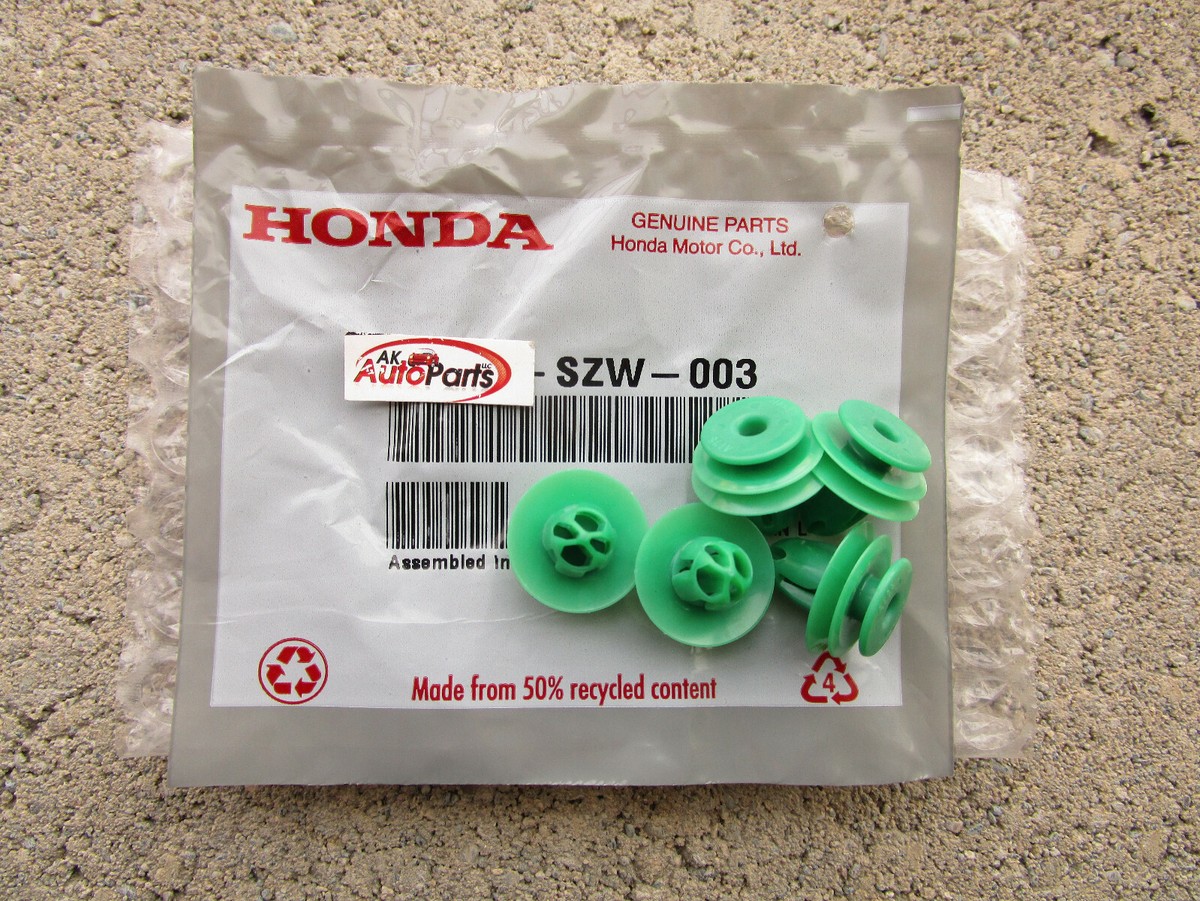 HONDA
GENUINE PARTS
Honda Motor Co., Ltd.
AK
AutoParts LLC
- SZW - 003
Assembled In
Made from 50% recycled content
4